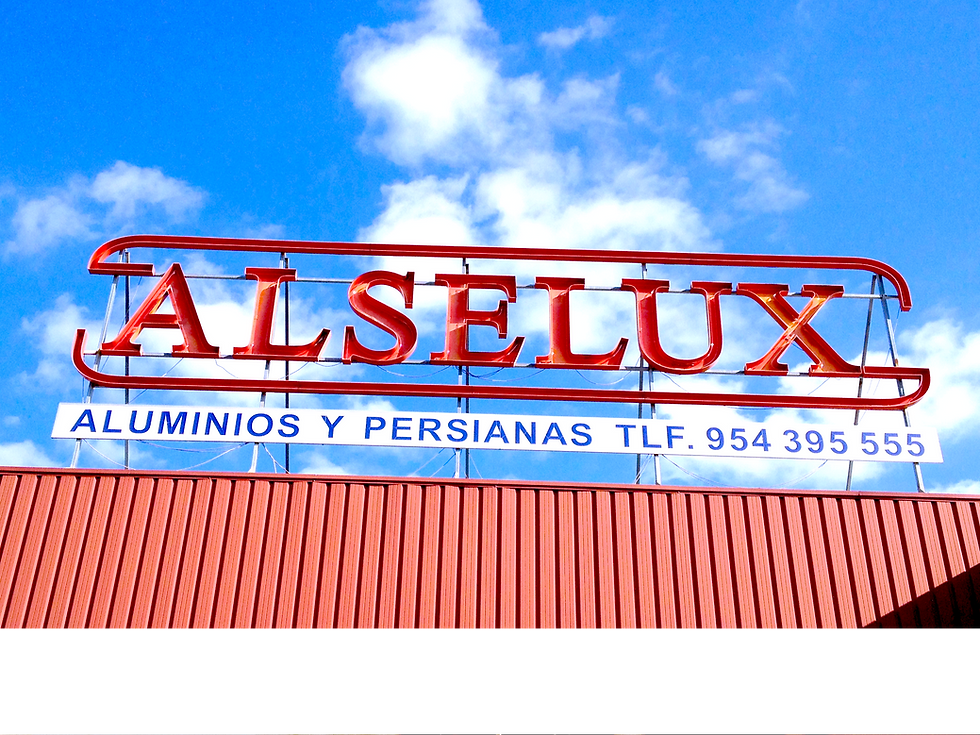 ALSELUX
ALUMINIOS Y PERSIANAS TLF. 954 395 555